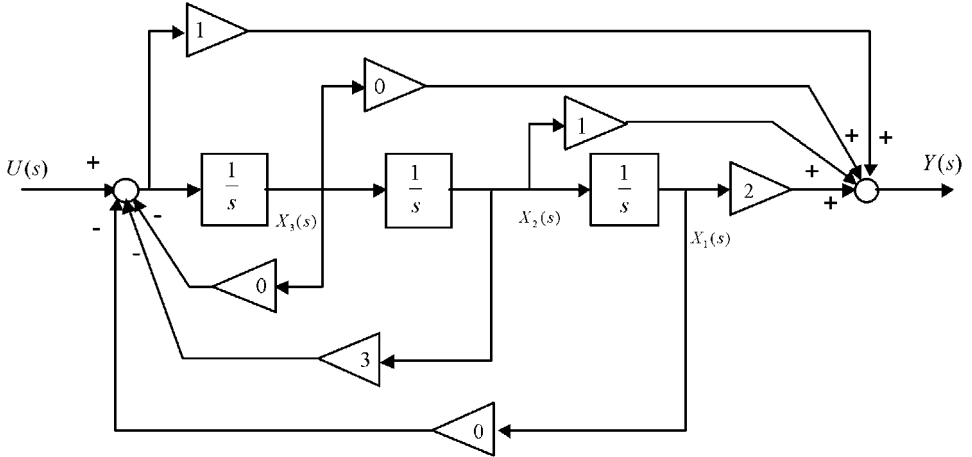 1
0
1
U(s)
+
+
+
Y(s)
1
s
1
s
1
s
2
+
+
X₃(s)
X₂(s)
X₁(s)
-
-
-
0
3
0